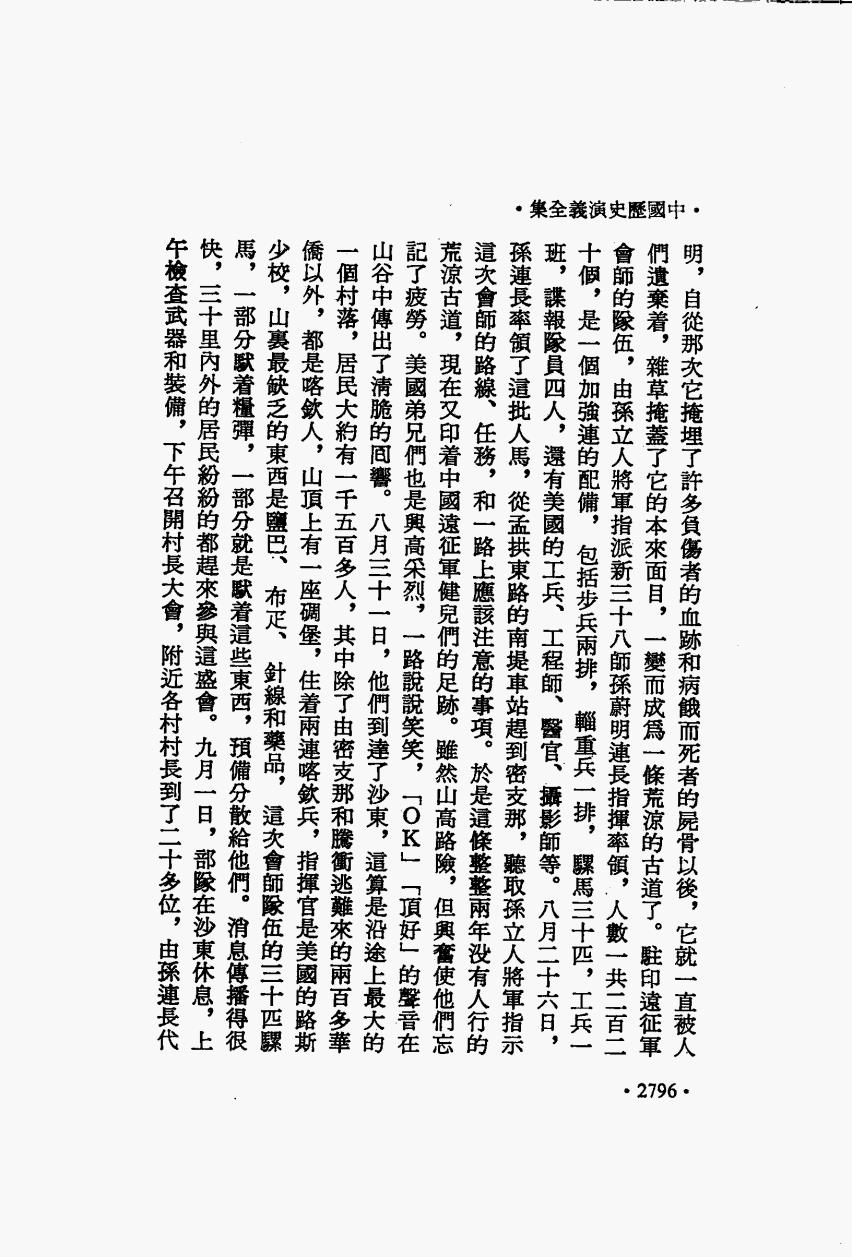 •中國歷史演義全集•
明，自從那次它掩埋了許多負傷者的血跡和病餓而死者的屍骨以後，它就一直被人
們遺棄着，雜草掩蓋了它的本來面目，一變而成爲一條荒涼的古道了。駐印遠征軍
會師的隊伍，由孫立人將軍指派新三十八師孫蔚明連長指揮率領，人數一共二百二
十個，是一個加強連的配備，包括步兵兩排，輜重兵一排，騾馬三十匹，工兵一
班，諜報隊員四人，還有美國的工兵、工程師、醫官、攝影師等。八月二十六日，
孫連長率領了這批人馬，從孟拱東路的南堤車站趕到密支那，聽取孫立人將軍指示
這次會師的路線、任務，和一路上應該注意的事項。於是這條整整兩年没有人行的
荒涼古道，現在又印着中國遠征軍健兒們的足跡。雖然山高路險，但興奮使他們忘
記了疲勞。美國弟兄們也是興高采烈，一路說說笑笑，「OK」「頂好」的聲音在
山谷中傳出了清脆的囘響。八月三十一日，他們到達了沙東，這算是沿途上最大的
一個村落，居民大約有一千五百多人，其中除了由密支那和騰衝逃難來的兩百多華
僑以外，都是喀欽人，山頂上有一座碉堡，住着兩連喀欽兵，指揮官是美國的路斯
少校，山裏最缺乏的東西是鹽巴、布疋、針線和藥品，這次會師隊伍的三十匹騾
馬，一部分馱着糧彈，一部分就是馱着這些東西，預備分散給他們。消息傳播得很
快，三十里內外的居民紛紛的都趕來參與這盛會。九月一日，部隊在沙東休息，上
午檢查武器和裝備，下午召開村長大會，附近各村村長到了二十多位，由孫連長代
•2796•